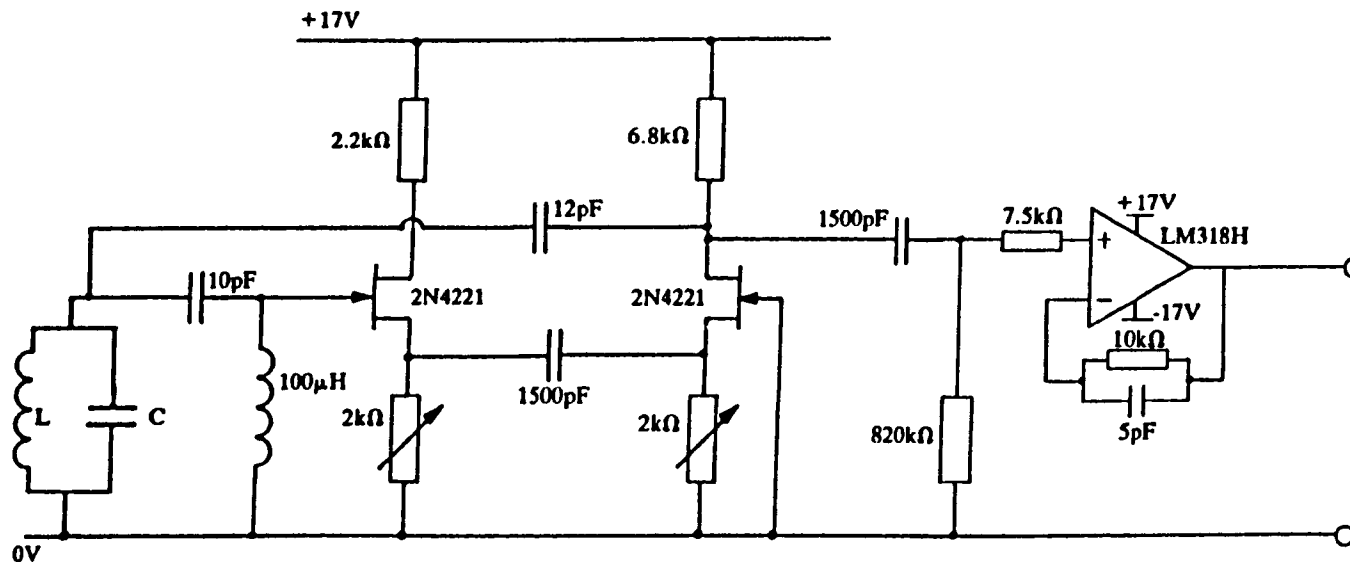 +17V
2.2kΩ
6.8kΩ
12pF
1500pF
7.5kΩ
+17V
LM318H
+
10pF
2N4221
2N4221
−
-17V
10kΩ
100μH
1500pF
L
C
2kΩ
2kΩ
820kΩ
5pF
0V